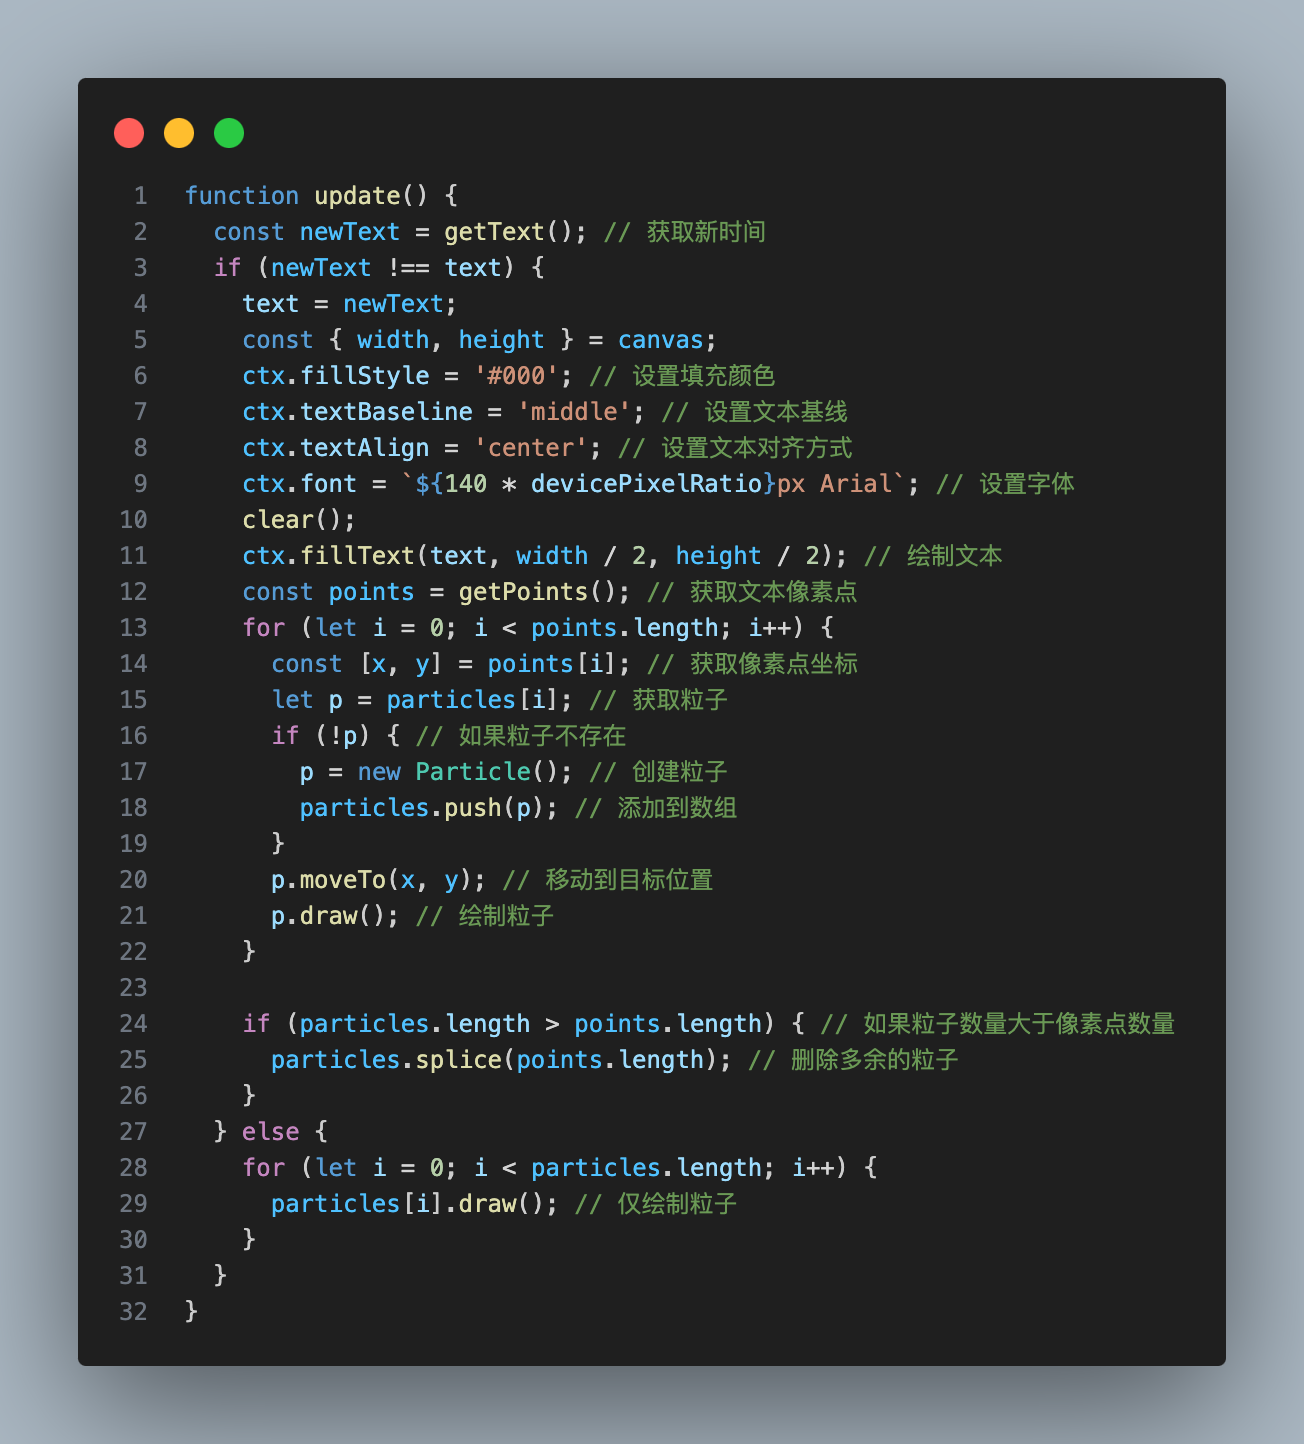 1 function update() {
2   const newText = getText(); // 获取新时间
3   if (newText !== text) {
4     text = newText;
5     const { width, height } = canvas;
6     ctx.fillStyle = '#000'; // 设置填充颜色
7     ctx.textBaseline = 'middle'; // 设置文本基线
8     ctx.textAlign = 'center'; // 设置文本对齐方式
9     ctx.font = `${140 * devicePixelRatio}px Arial`; // 设置字体
10     clear();
11     ctx.fillText(text, width / 2, height / 2); // 绘制文本
12     const points = getPoints(); // 获取文本像素点
13     for (let i = 0; i < points.length; i++) {
14       const [x, y] = points[i]; // 获取像素点坐标
15       let p = particles[i]; // 获取粒子
16       if (!p) { // 如果粒子不存在
17         p = new Particle(); // 创建粒子
18         particles.push(p); // 添加到数组
19       }
20       p.moveTo(x, y); // 移动到目标位置
21       p.draw(); // 绘制粒子
22     }
23
24     if (particles.length > points.length) { // 如果粒子数量大于像素点数量
25       particles.splice(points.length); // 删除多余的粒子
26     }
27   } else {
28     for (let i = 0; i < particles.length; i++) {
29       particles[i].draw(); // 仅绘制粒子
30     }
31   }
32 }